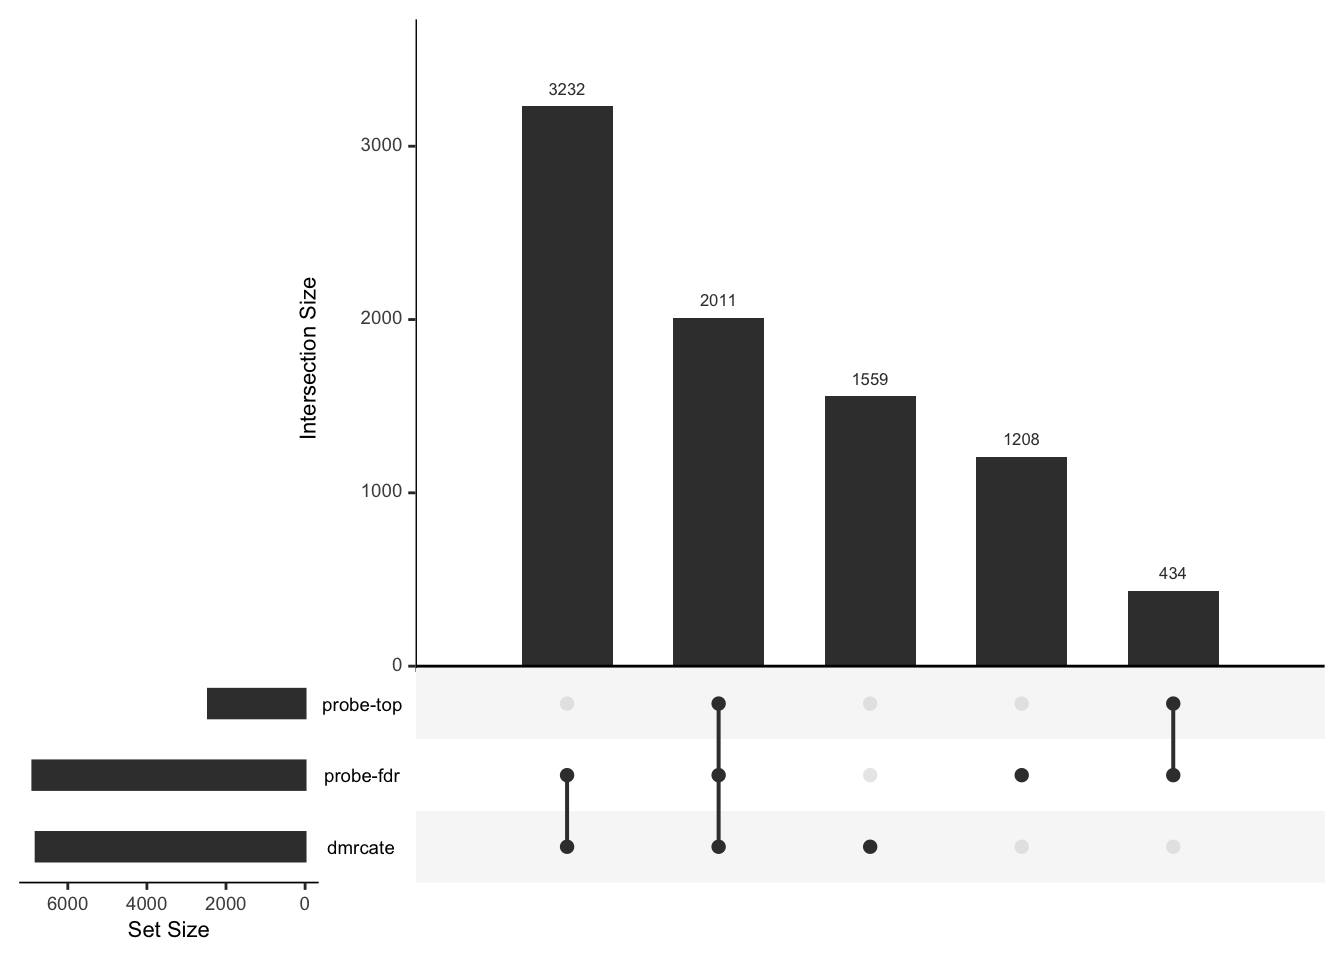 3232
3000
2011
2000
Intersection Size
1559
1208
1000
434
0
probe-top
probe-fdr
dmrcate
6000 4000 2000 0
Set Size